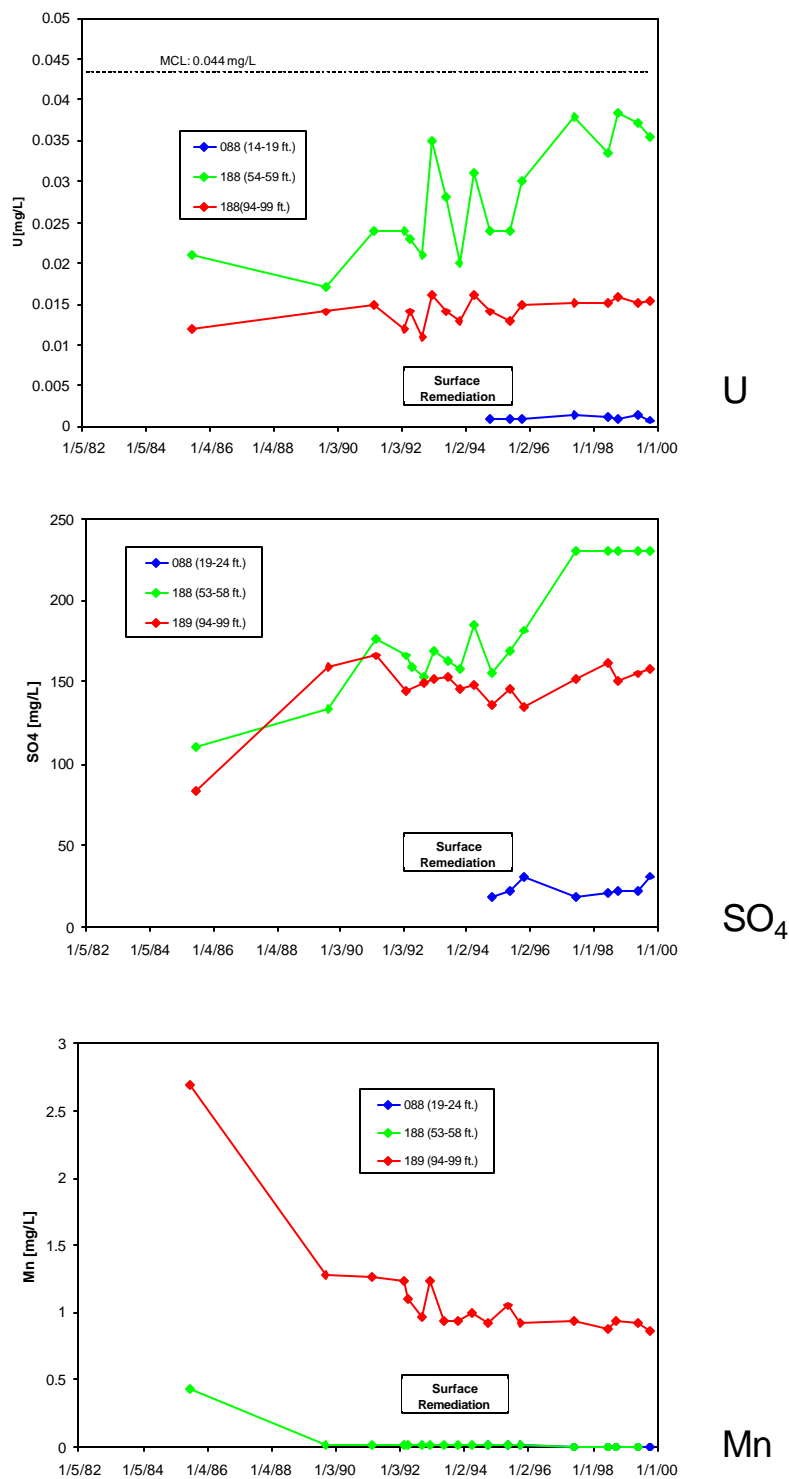 0.05
0.045
0.04
0.035
0.03
0.025
0.02
0.015
0.01
0.005
0
U [mg/L]
MCL: 0.044 mg/L
088 (14-19 ft.)
188 (54-59 ft.)
188(94-99 ft.)
Surface
Remediation
1/5/82 1/5/84 1/4/86 1/4/88 1/3/90 1/3/92 1/2/94 1/2/96 1/1/98 1/1/00
U
250
200
150
100
50
0
SO4 [mg/L]
088 (19-24 ft.)
188 (53-58 ft.)
189 (94-99 ft.)
Surface
Remediation
1/5/82 1/5/84 1/4/86 1/4/88 1/3/90 1/3/92 1/2/94 1/2/96 1/1/98 1/1/00
SO₄
3
2.5
2
1.5
1
0.5
0
Mn [mg/L]
088 (19-24 ft.)
188 (53-58 ft.)
189 (94-99 ft.)
Surface
Remediation
1/5/82 1/5/84 1/4/86 1/4/88 1/3/90 1/3/92 1/2/94 1/2/96 1/1/98 1/1/00
Mn